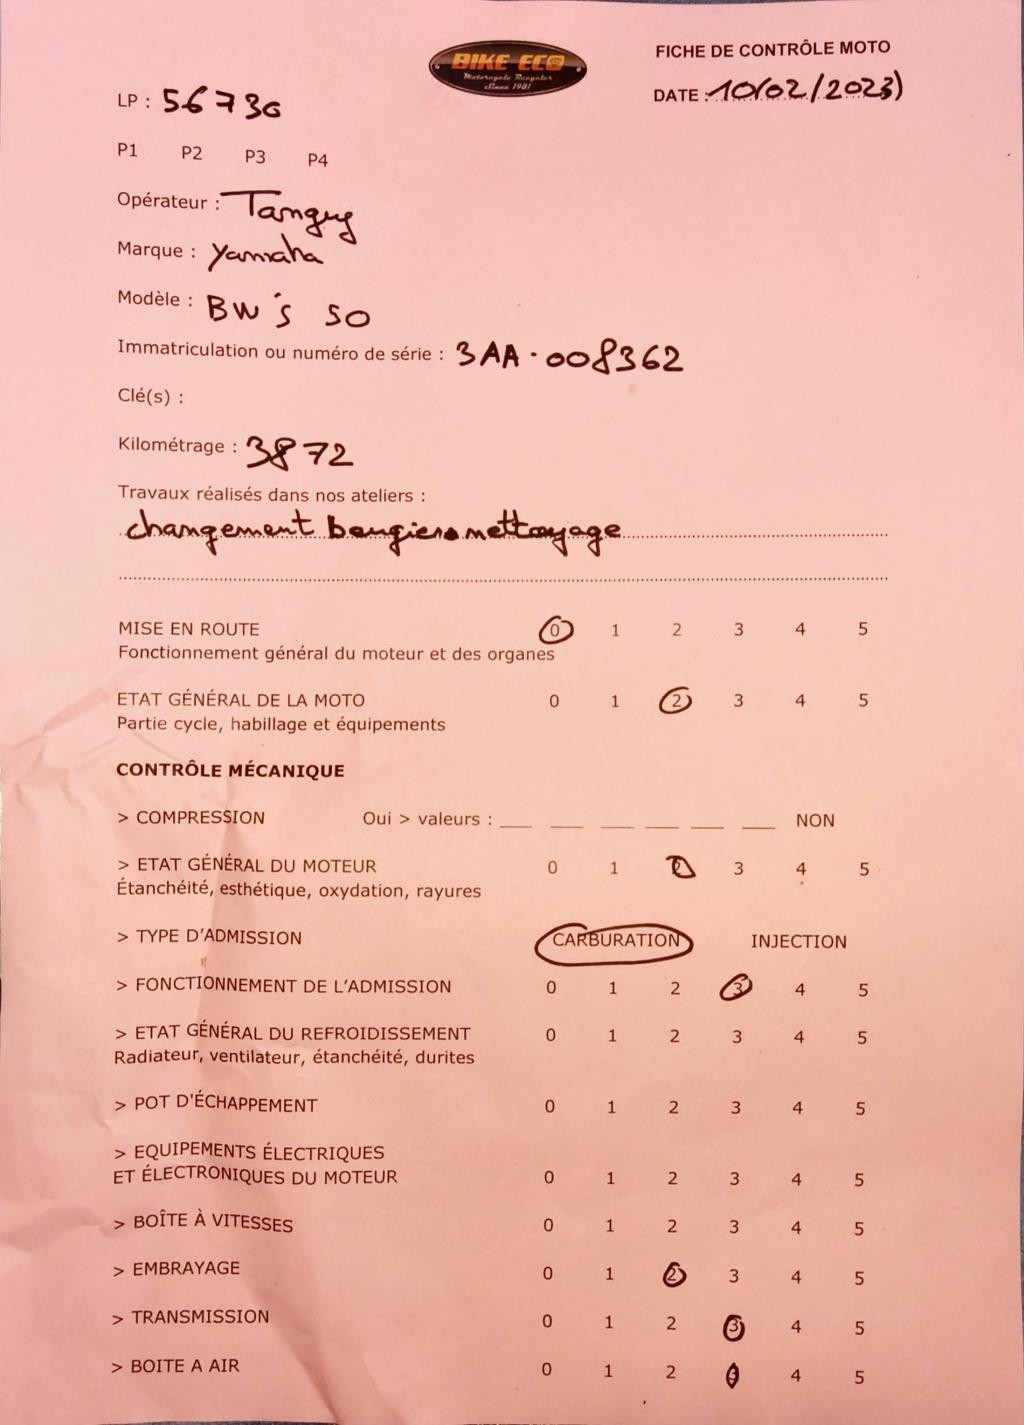 BIKE ECO
Motorcycle Recycler
Since 1981
FICHE DE CONTRÔLE MOTO
DATE : 10/02/2023)
LP : 56730
P1 P2 P3 P4
Opérateur : Tanguy
Marque : Yamaha
Modèle : BW's 50
Immatriculation ou numéro de série : 3AA-008362
Clé(s) :
Kilométrage : 3872
Travaux réalisés dans nos ateliers :
changement bougies nettoyage
MISE EN ROUTE 0 1 2 3 4 5
Fonctionnement général du moteur et des organes
ETAT GÉNÉRAL DE LA MOTO 0 1 2 3 4 5
Partie cycle, habillage et équipements
CONTRÔLE MÉCANIQUE
> COMPRESSION Oui > valeurs : ___ ___ ___ ___ ___ ___ NON
> ETAT GÉNÉRAL DU MOTEUR 0 1 2 3 4 5
Étanchéité, esthétique, oxydation, rayures
> TYPE D'ADMISSION CARBURATION INJECTION
> FONCTIONNEMENT DE L'ADMISSION 0 1 2 3 4 5
> ETAT GÉNÉRAL DU REFROIDISSEMENT 0 1 2 3 4 5
Radiateur, ventilateur, étanchéité, durites
> POT D'ÉCHAPPEMENT 0 1 2 3 4 5
> EQUIPEMENTS ÉLECTRIQUES
ET ÉLECTRONIQUES DU MOTEUR 0 1 2 3 4 5
> BOÎTE À VITESSES 0 1 2 3 4 5
> EMBRAYAGE 0 1 2 3 4 5
> TRANSMISSION 0 1 2 3 4 5
> BOITE A AIR 0 1 2 3 4 5